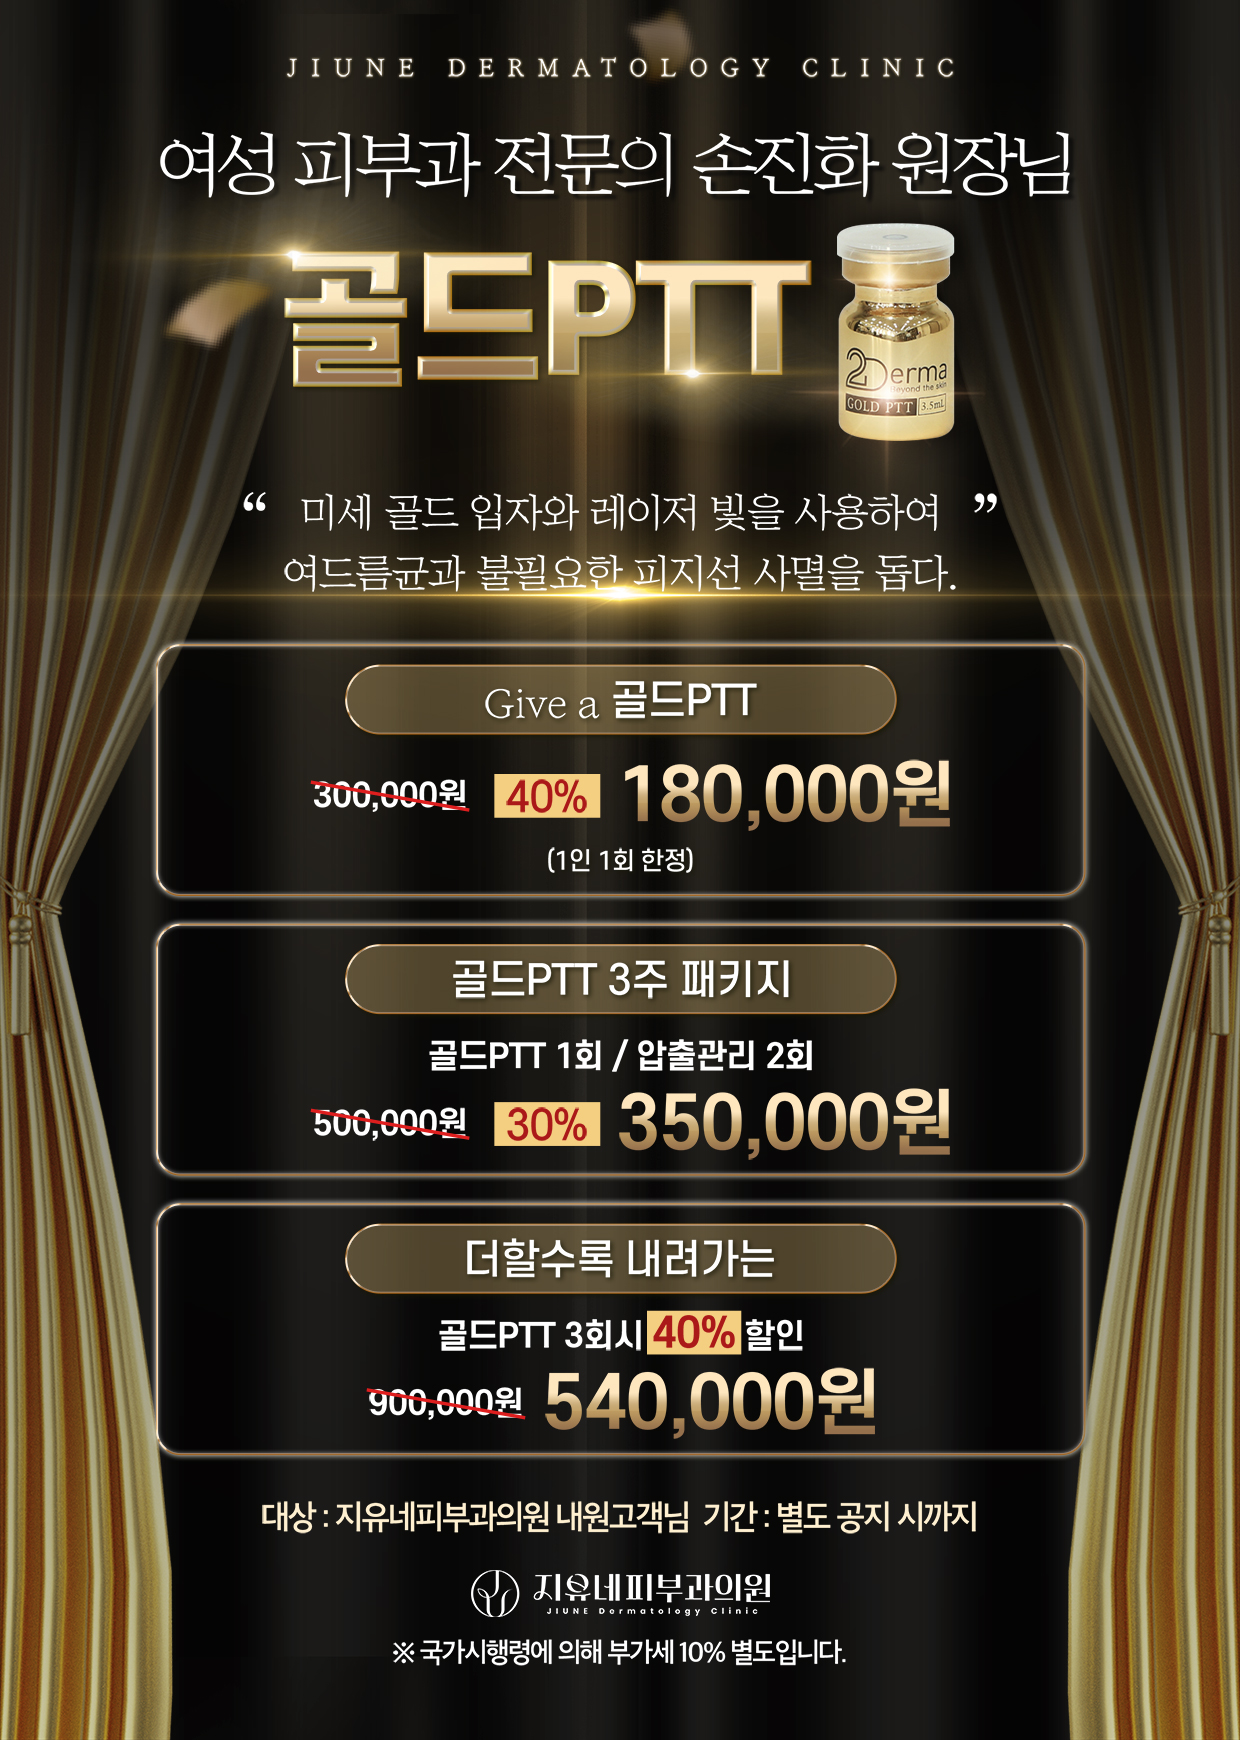 JIUNE DERMATOLOGY CLINIC
여성 피부과 전문의 손진화 원장님
골드PTT
2Derma
Beyond the skin
GOLD PTT 3.5mL
“ 미세 골드 입자와 레이저 빛을 사용하여 ”
여드름균과 불필요한 피지선 사멸을 돕다.
Give a 골드PTT
300,000원 40% 180,000원
(1인 1회 한정)
골드PTT 3주 패키지
골드PTT 1회 / 압출관리 2회
500,000원 30% 350,000원
더할수록 내려가는
골드PTT 3회시 40% 할인
900,000원 540,000원
대상 : 지유네피부과의원 내원고객님 기간 : 별도 공지 시까지
지유네피부과의원
JIUNE Dermatology Clinic
※ 국가시행령에 의해 부가세 10% 별도입니다.